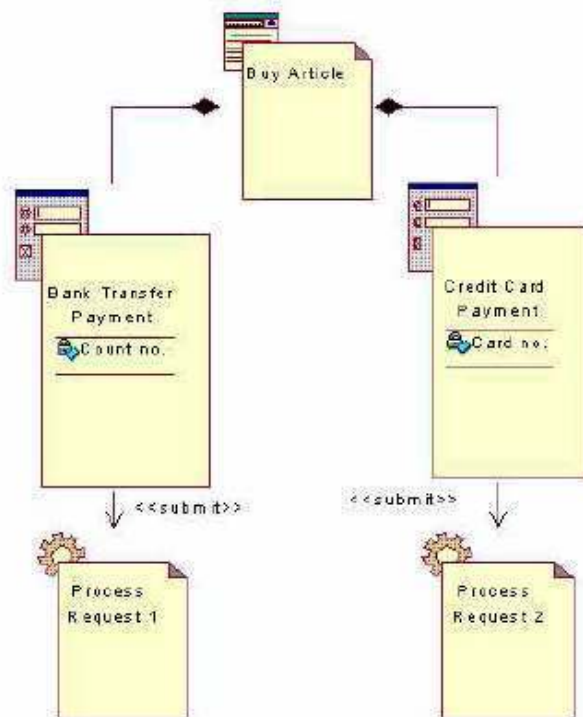 Buy Article
Bank Transfer
Payment
Count no.
Credit Card
Payment
Card no.
<<submit>>
<<submit>>
Process
Request 1
Process
Request 2